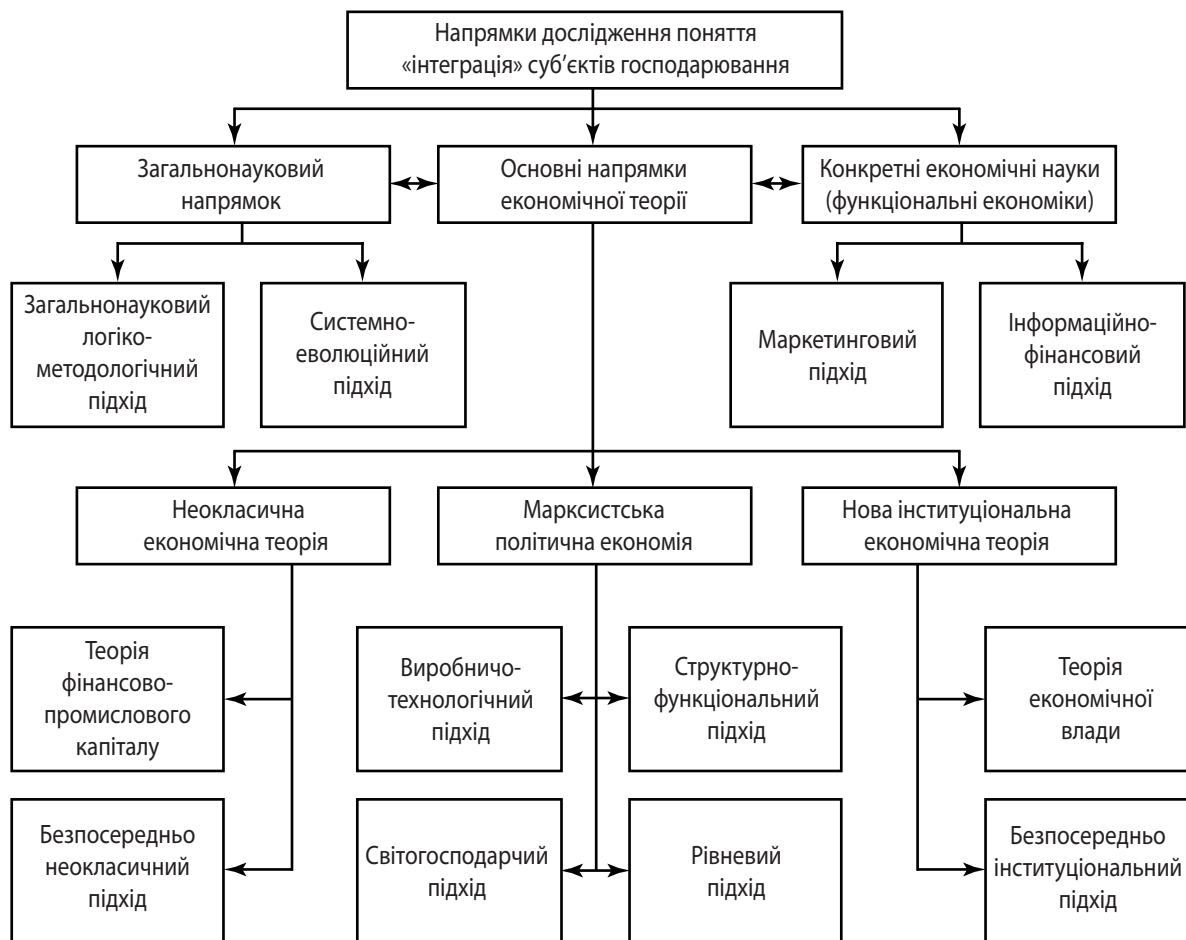 Напрямки дослідження поняття
«інтеграція» суб’єктів господарювання
Загальнонауковий
напрямок
Основні напрямки
економічної теорії
Конкретні економічні науки
(функціональні економіки)
Загальнонауковий
логіко-
методологічний
підхід
Системно-
еволюційний
підхід
Маркетинговий
підхід
Інформаційно-
фінансовий
підхід
Неокласична
економічна теорія
Марксистська
політична економія
Нова інституціональна
економічна теорія
Теорія
фінансово-
промислового
капіталу
Виробничо-
технологічний
підхід
Структурно-
функціональний
підхід
Теорія
економічної
влади
Безпосередньо
неокласичний
підхід
Світогосподарчий
підхід
Рівневий
підхід
Безпосередньо
інституціональний
підхід